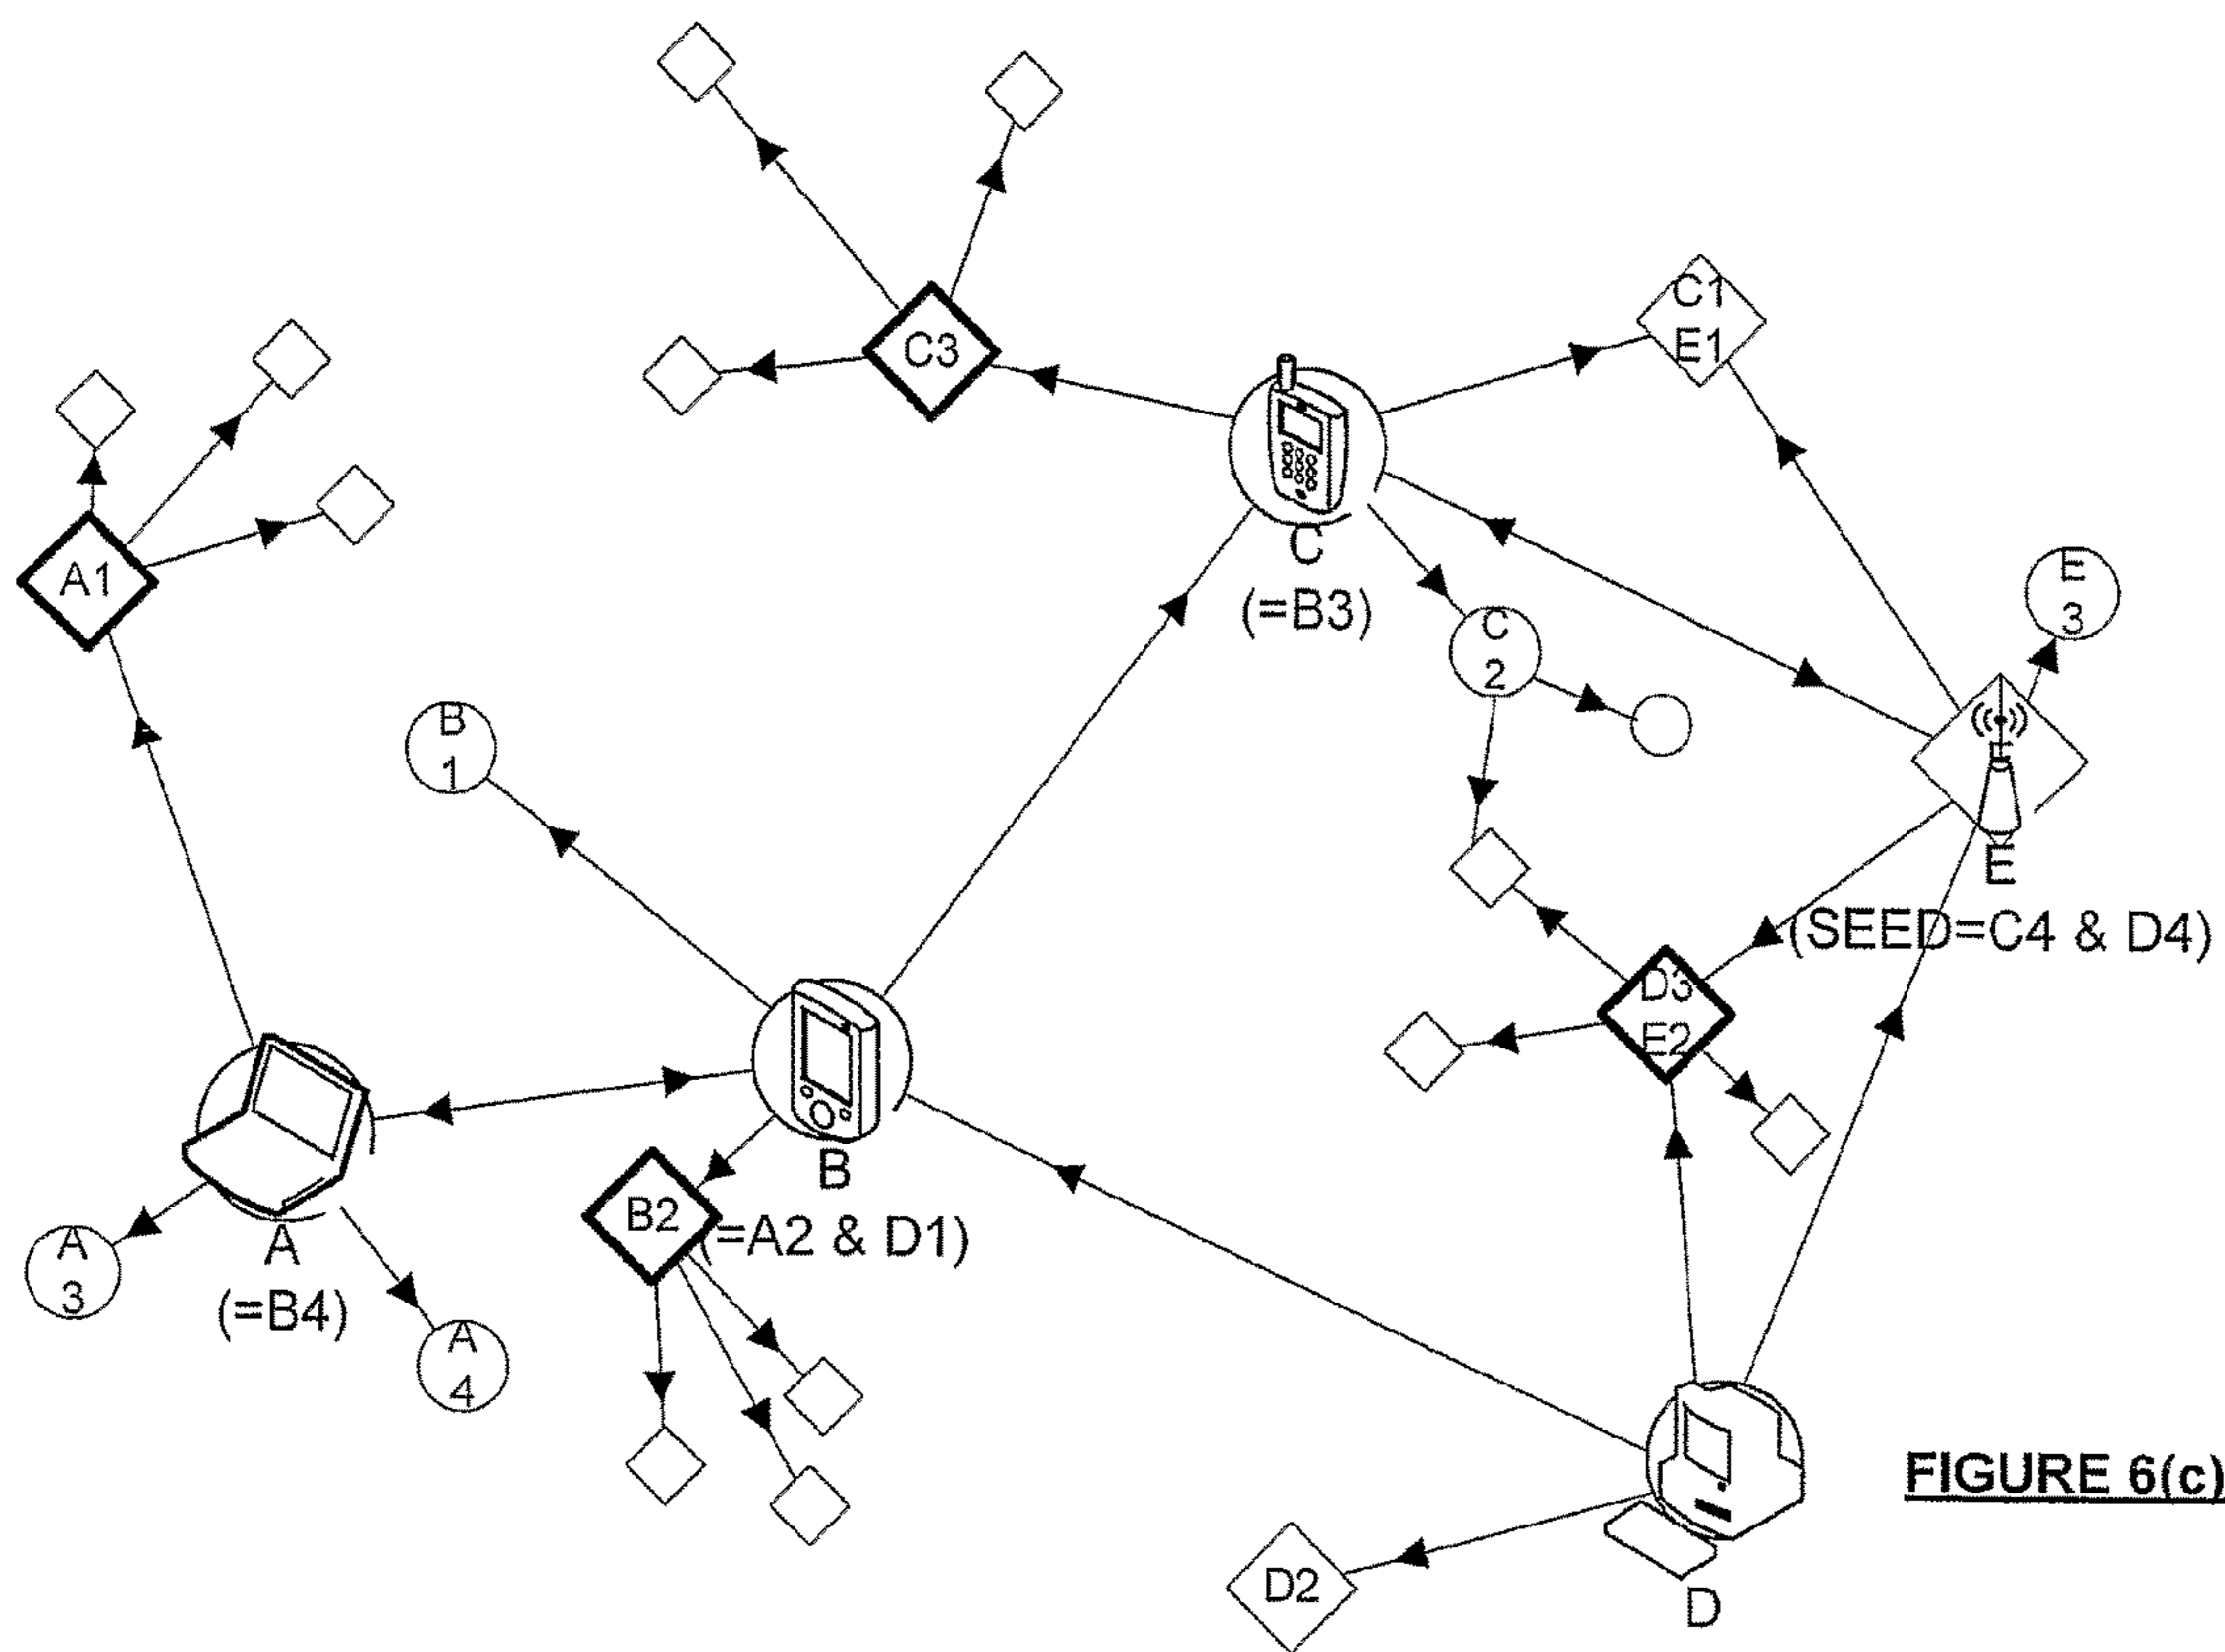 C3
C1
E1
A1
C
(=B3)
E
3
C
2
B
1
E
E
(SEED=C4 & D4)
D3
E2
B
B2
(=A2 & D1)
A
3
A
(=B4)
A
4
FIGURE 6(c)
D2
D